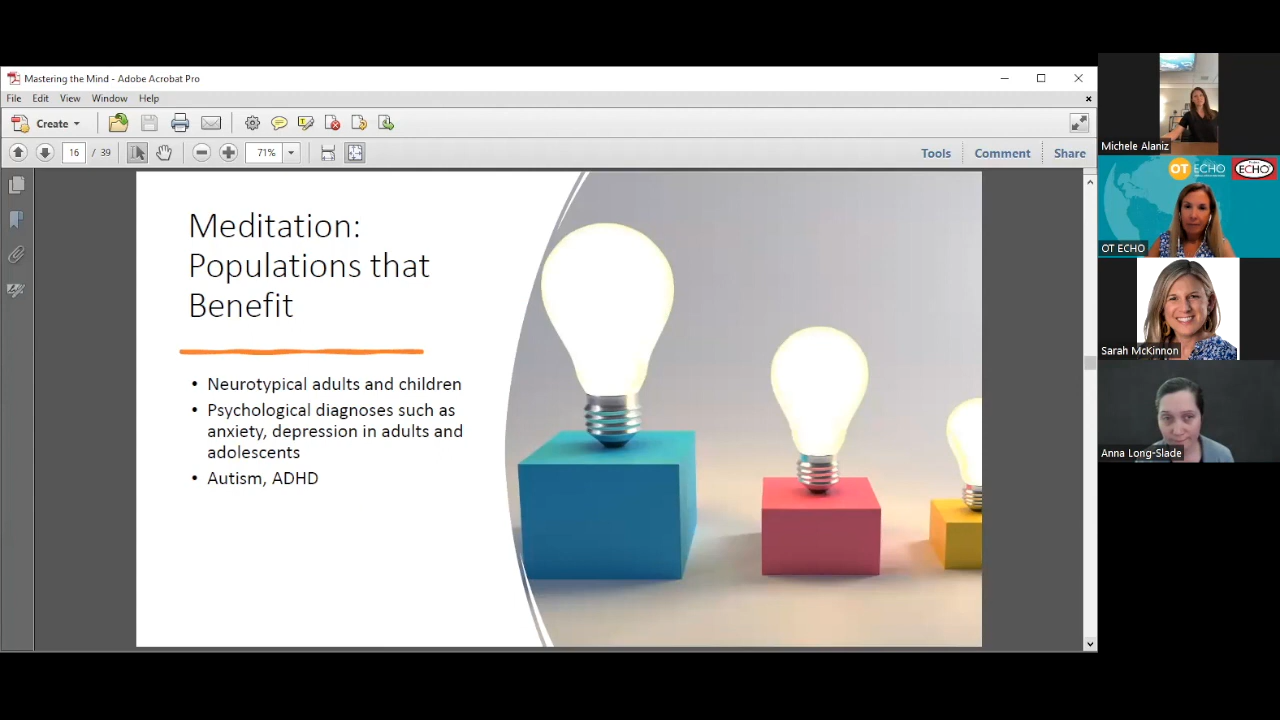 Mastering the Mind - Adobe Acrobat Pro
File Edit View Window Help
Create
16 / 39
71%
Tools Comment Share
Meditation:
Populations that
Benefit
• Neurotypical adults and children
• Psychological diagnoses such as
anxiety, depression in adults and
adolescents
• Autism, ADHD
Michele Alaniz
OT ECHO
ECHO
OT ECHO
Sarah McKinnon
Anna Long-Slade